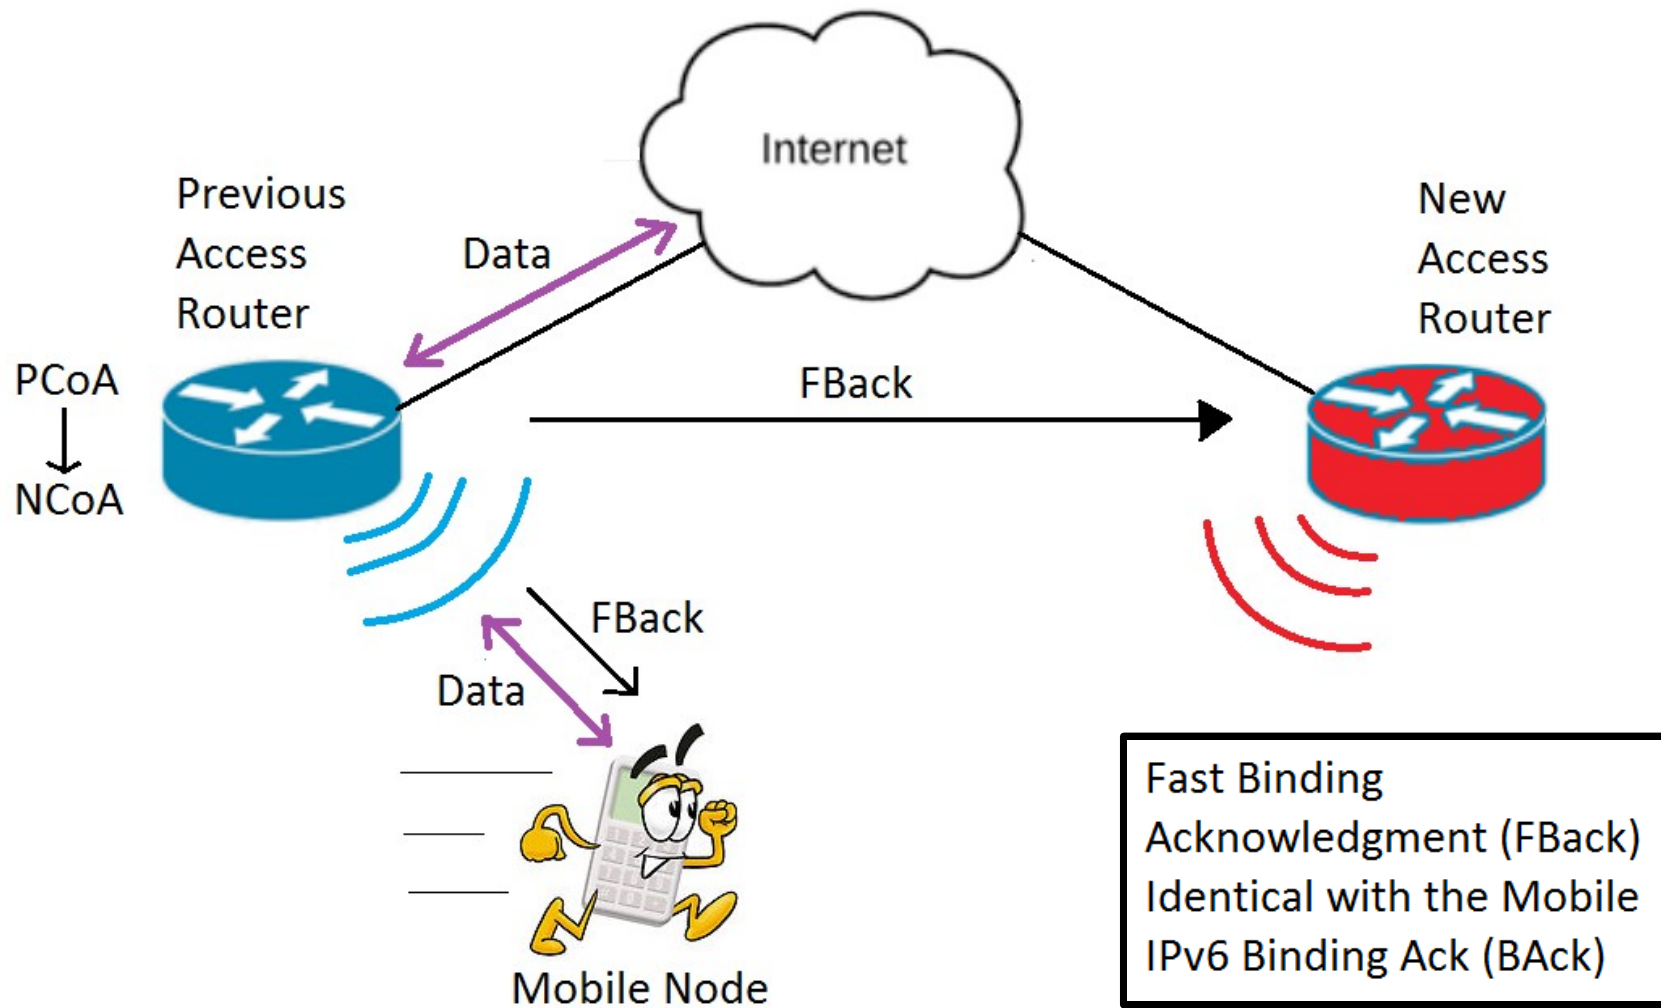 Internet
Previous
Access
Router
Data
New
Access
Router
PCoA
NCoA
FBack
FBack
Data
Mobile Node
Fast Binding
Acknowledgment (FBack)
Identical with the Mobile
IPv6 Binding Ack (BAck)